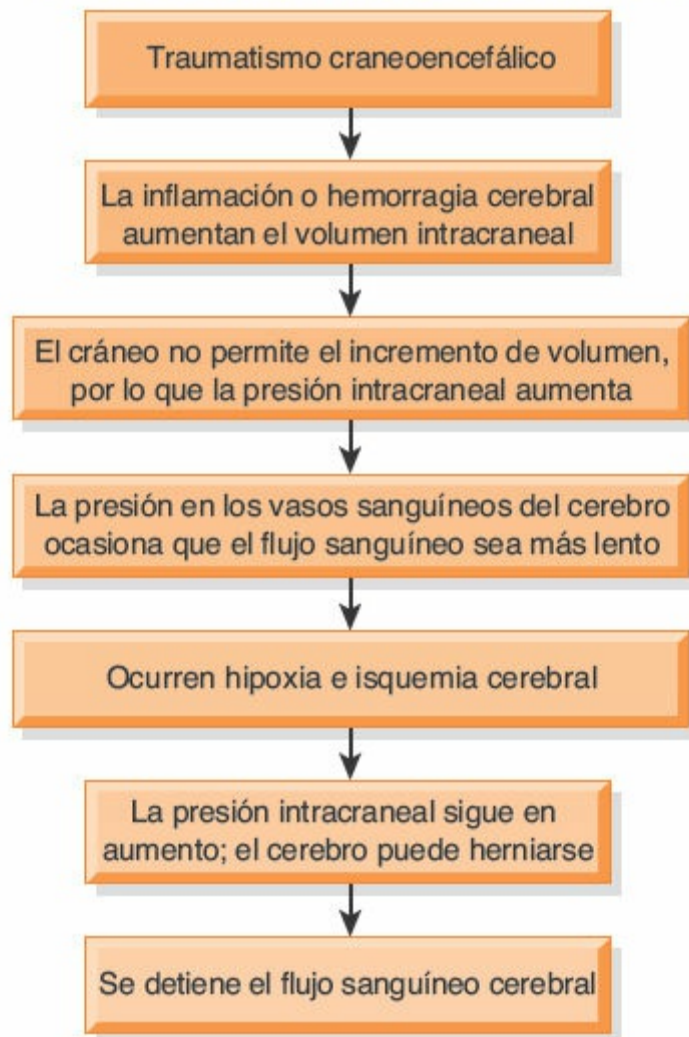 Traumatismo craneoencefálico
La inflamación o hemorragia cerebral
aumentan el volumen intracraneal
El cráneo no permite el incremento de volumen,
por lo que la presión intracraneal aumenta
La presión en los vasos sanguíneos del cerebro
ocasiona que el flujo sanguíneo sea más lento
Ocurren hipoxia e isquemia cerebral
La presión intracraneal sigue en
aumento; el cerebro puede herniarse
Se detiene el flujo sanguíneo cerebral